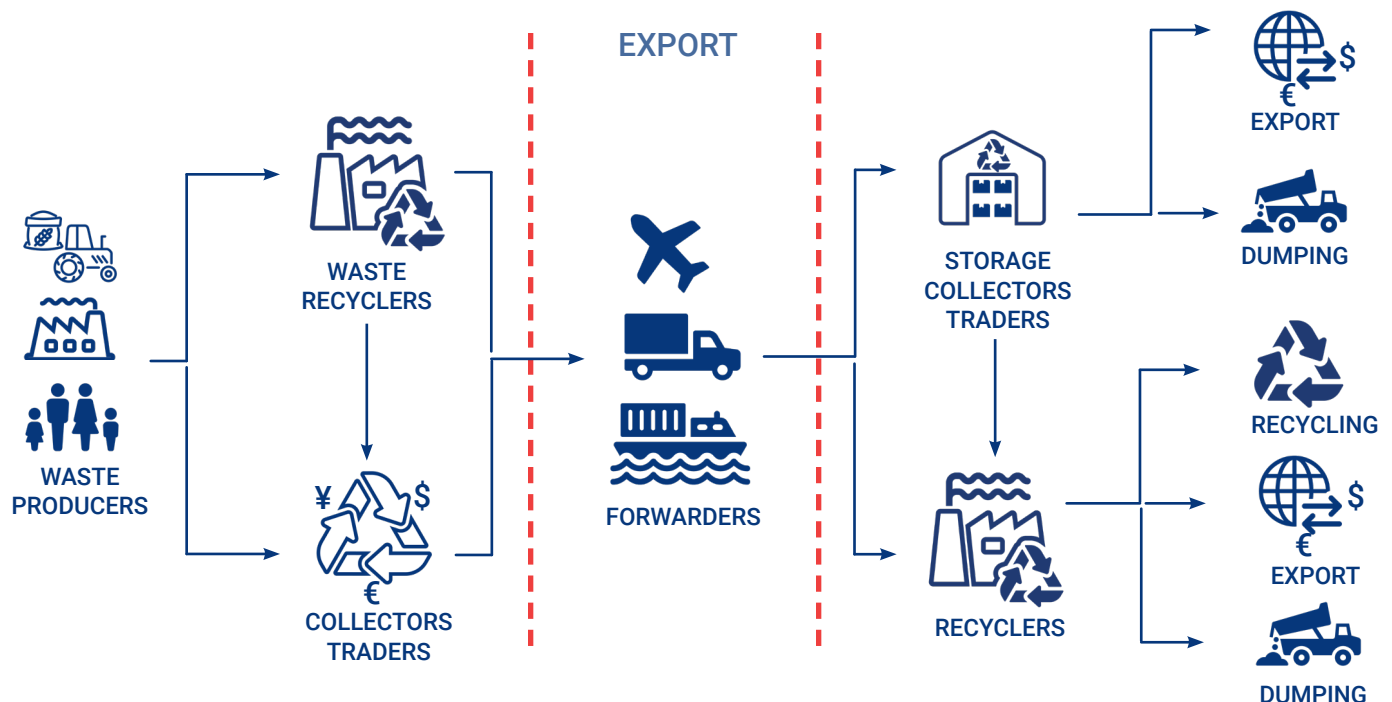 WASTE
PRODUCERS
WASTE
RECYCLERS
¥
$
€
COLLECTORS
TRADERS
EXPORT
FORWARDERS
STORAGE
COLLECTORS
TRADERS
RECYCLERS
$
€
EXPORT
DUMPING
RECYCLING
$
€
EXPORT
DUMPING